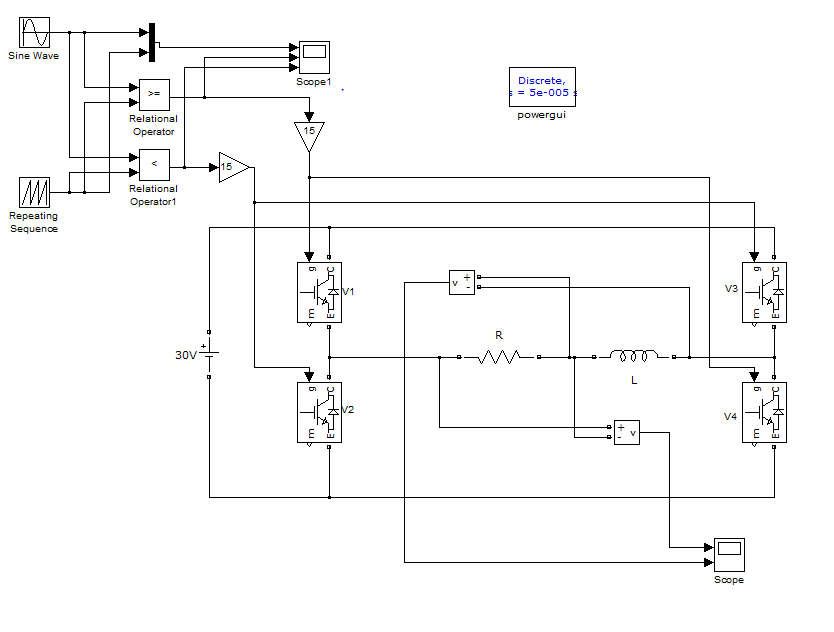 Sine Wave
Scope1
>=
Relational
Operator
15
Discrete,
s = 5e-005 s
powergui
<
Relational
Operator1
15
Repeating
Sequence
g
C
m
E
V1
v
+
-
g
C
m
E
V3
R
30V
+
L
g
C
m
E
V2
+
-
v
g
C
m
E
V4
Scope